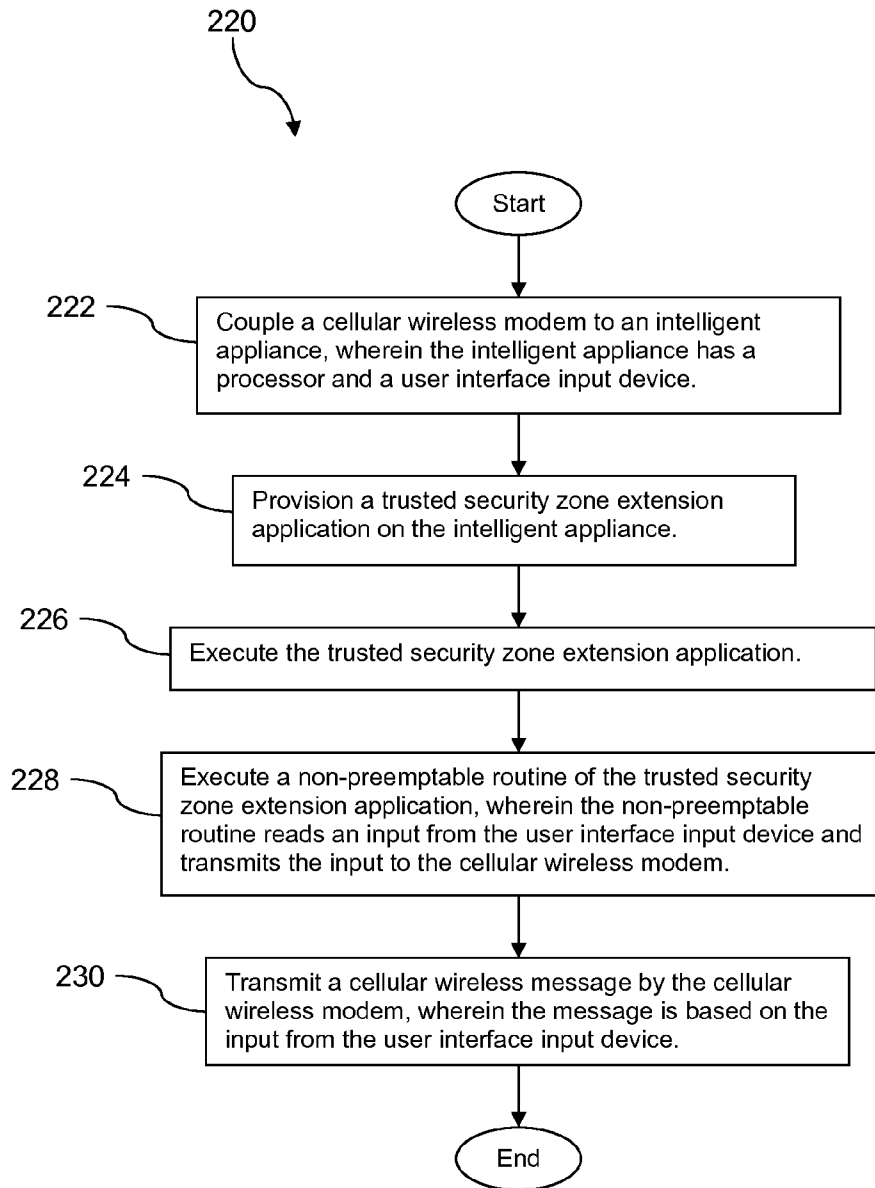 220
Start
222
Couple a cellular wireless modem to an intelligent
appliance, wherein the intelligent appliance has a
processor and a user interface input device.
224
Provision a trusted security zone extension
application on the intelligent appliance.
226
Execute the trusted security zone extension application.
228
Execute a non-preemptable routine of the trusted security
zone extension application, wherein the non-preemptable
routine reads an input from the user interface input device and
transmits the input to the cellular wireless modem.
230
Transmit a cellular wireless message by the cellular
wireless modem, wherein the message is based on the
input from the user interface input device.
End